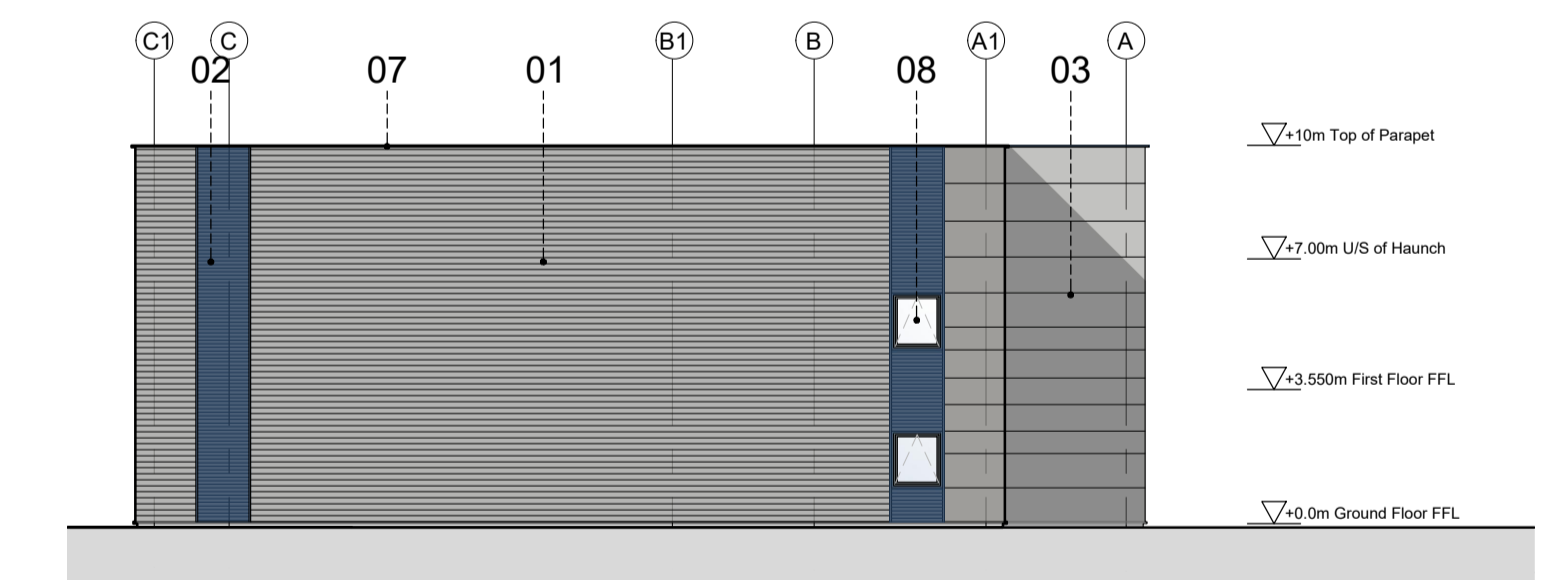 C1 C B1 B A1 A
02 07 01 08 03
+10m Top of Parapet
+7.00m U/S of Haunch
+3.550m First Floor FFL
+0.0m Ground Floor FFL